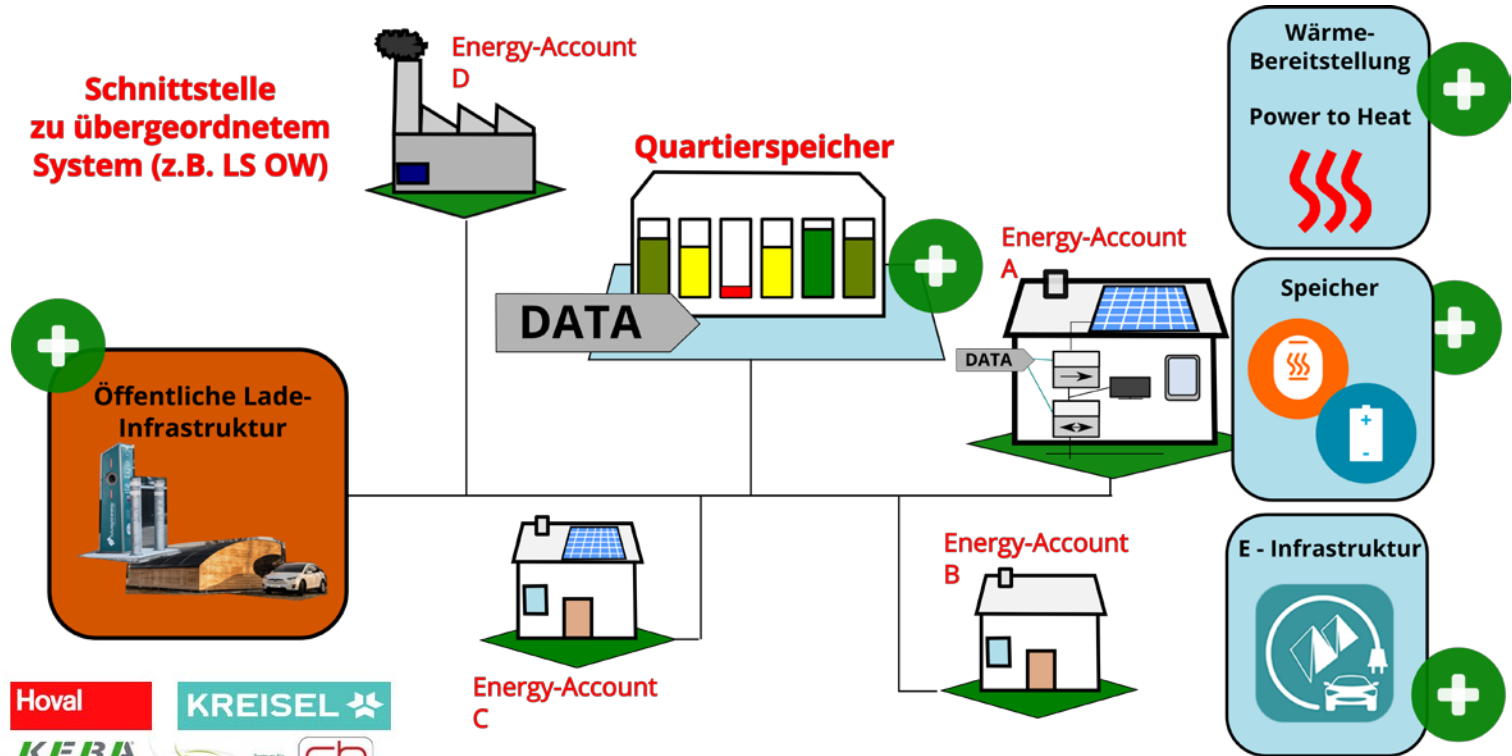 Schnittstelle
zu übergeordnetem
System (z.B. LS OW)
Energy-Account
D
Quartierspeicher
DATA
Energy-Account
A
DATA
Wärme-
Bereitstellung
Power to Heat
Speicher
+
-
E - Infrastruktur
Öffentliche Lade-
Infrastruktur
Energy-Account
C
Energy-Account
B
Hoval
KREISEL
KEBA